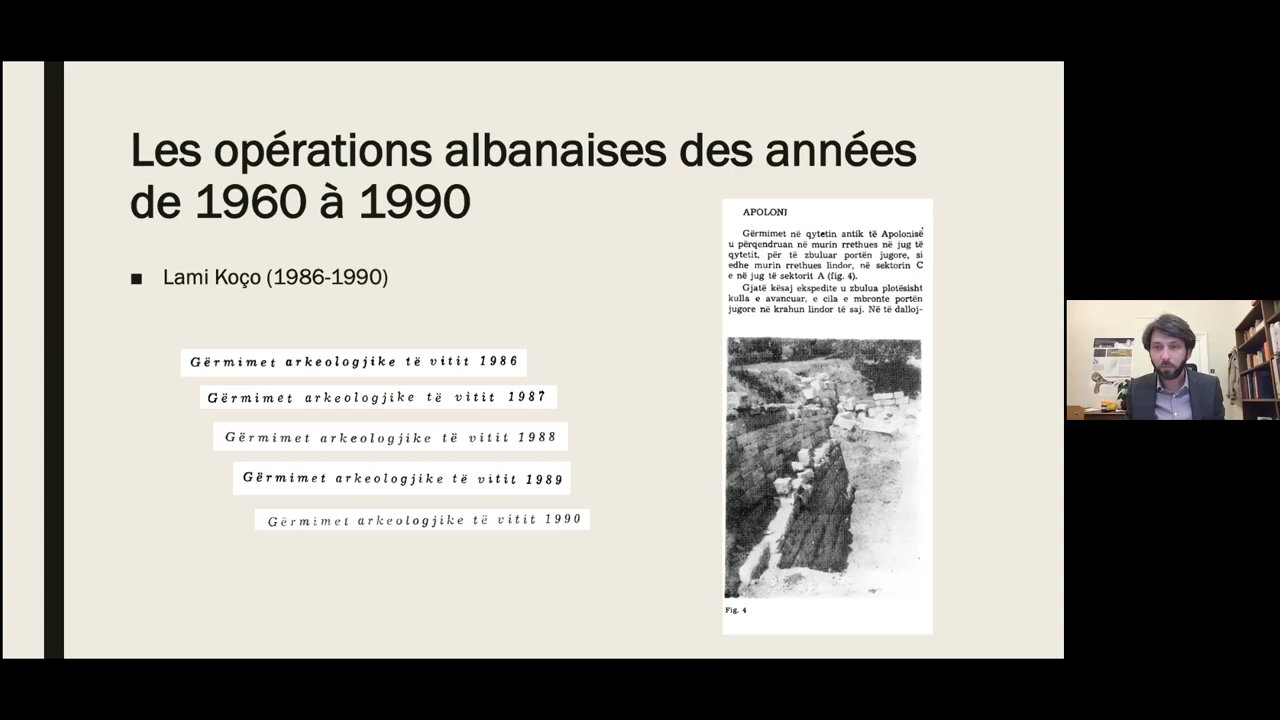 Les opérations albanaises des années
de 1960 à 1990
Lami Koço (1986-1990)
Gërmimet arkeologjike të vitit 1986
Gërmimet arkeologjike të vitit 1987
Gërmimet arkeologjike të vitit 1988
Gërmimet arkeologjike të vitit 1989
Gërmimet arkeologjike të vitit 1990
APOLONI
Gërmimet në qytetin antik të Apolonisë
u përqendruan në murin rrethues në jug të
qytetit, për të zbuluar portën jugore, si
edhe murin rrethues lindor, në sektorin C
e në jug të sektorit A (fig. 4).
Gjatë kësaj ekspedite u zbulua plotësisht
kulla e avancuar, e cila e mbronte portën
jugore në krahun lindor të saj. Në të dalloj-
Fig. 4